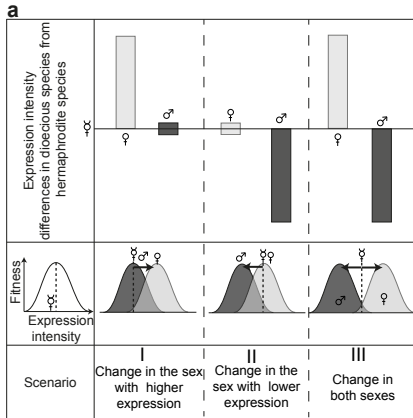 a
Expression intensity
differences in dioecious species from
hermaphrodite species
☿
♀
♂
♀
♂
♀
♂
Fitness
☿
Expression
intensity
☿
♂
♀
♂
☿
♀
☿
♂
♀
Scenario
I
Change in the sex
with higher
expression
II
Change in the
sex with lower
expression
III
Change in
both sexes